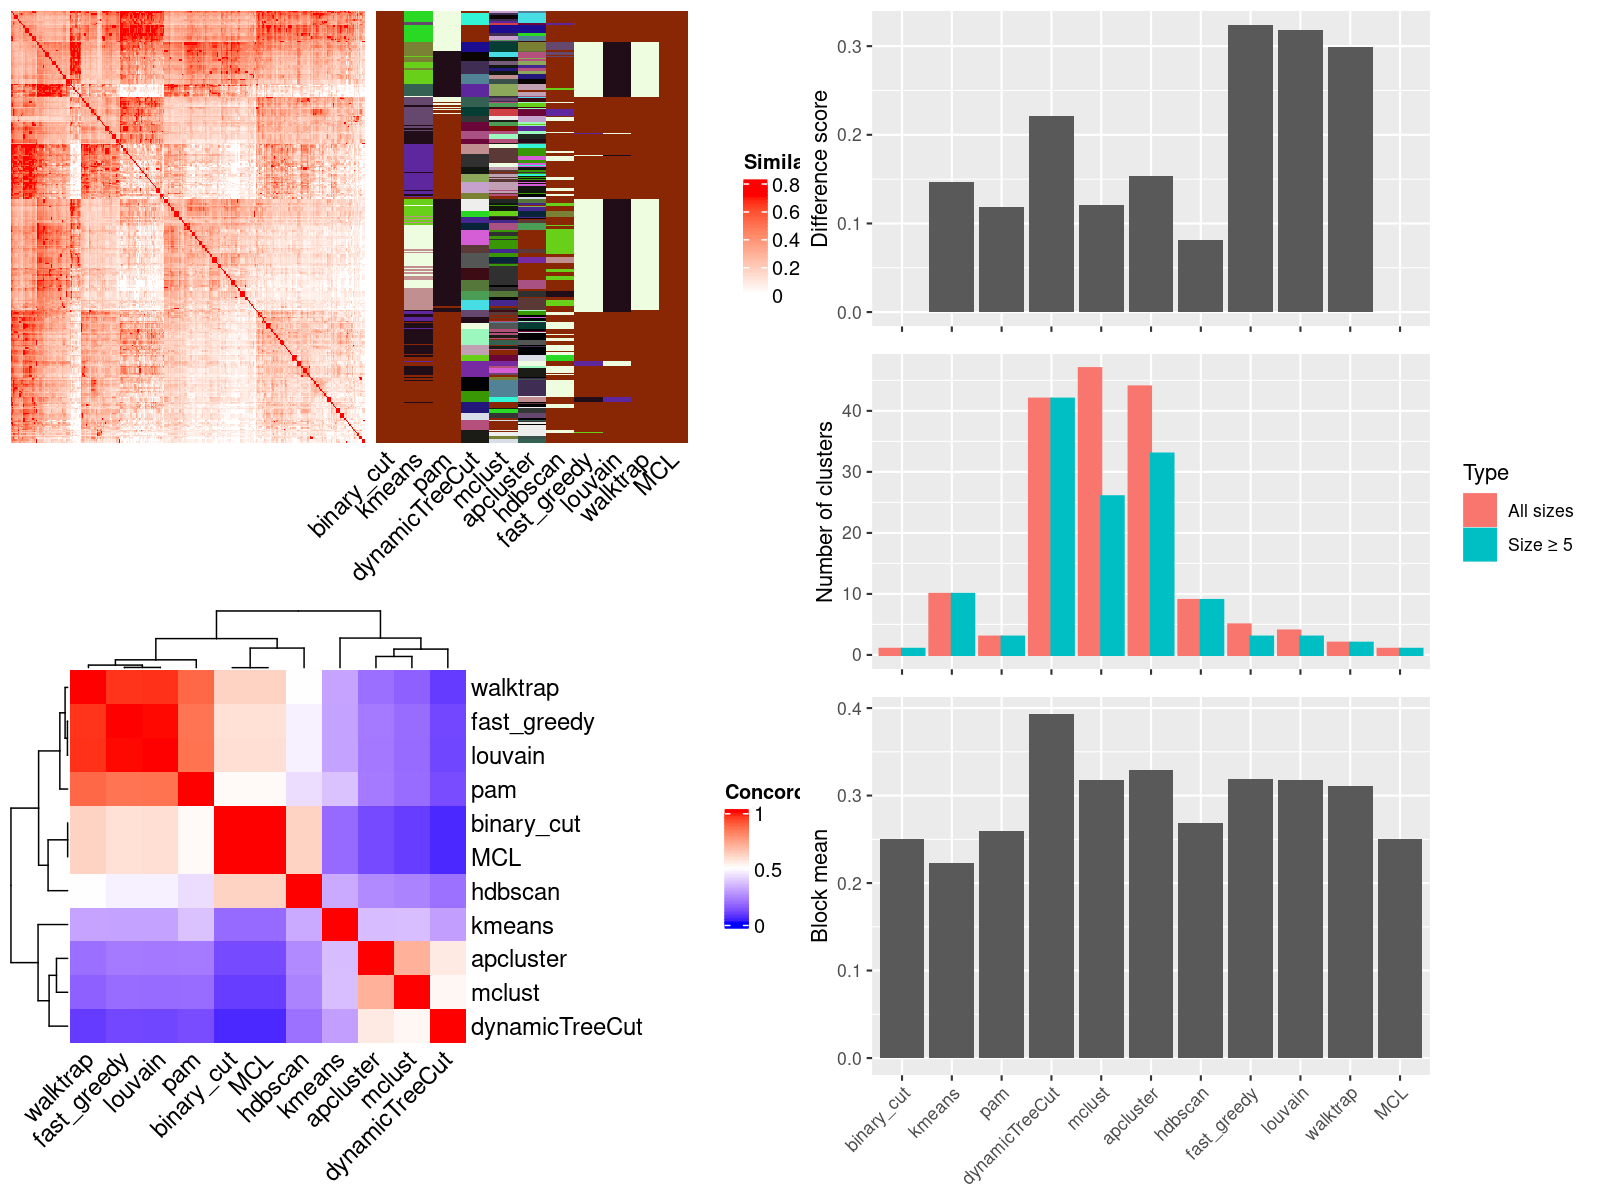 Simila
0.8
0.6
0.4
0.2
0
binary_cut
kmeans
pam
dynamicTreeCut
mclust
apcluster
hdbscan
fast_greedy
louvain
walktrap
MCL
walktrap
fast_greedy
louvain
pam
binary_cut
MCL
hdbscan
kmeans
apcluster
mclust
dynamicTreeCut
walktrap
fast_greedy
louvain
pam
binary_cut
MCL
hdbscan
kmeans
apcluster
mclust
dynamicTreeCut
Concord
1
0.5
0
Difference score
0.3
0.2
0.1
0.0
Number of clusters
40
30
20
10
0
Type
All sizes
Size ≥ 5
Block mean
0.4
0.3
0.2
0.1
0.0
binary_cut
kmeans
pam
dynamicTreeCut
mclust
apcluster
hdbscan
fast_greedy
louvain
walktrap
MCL